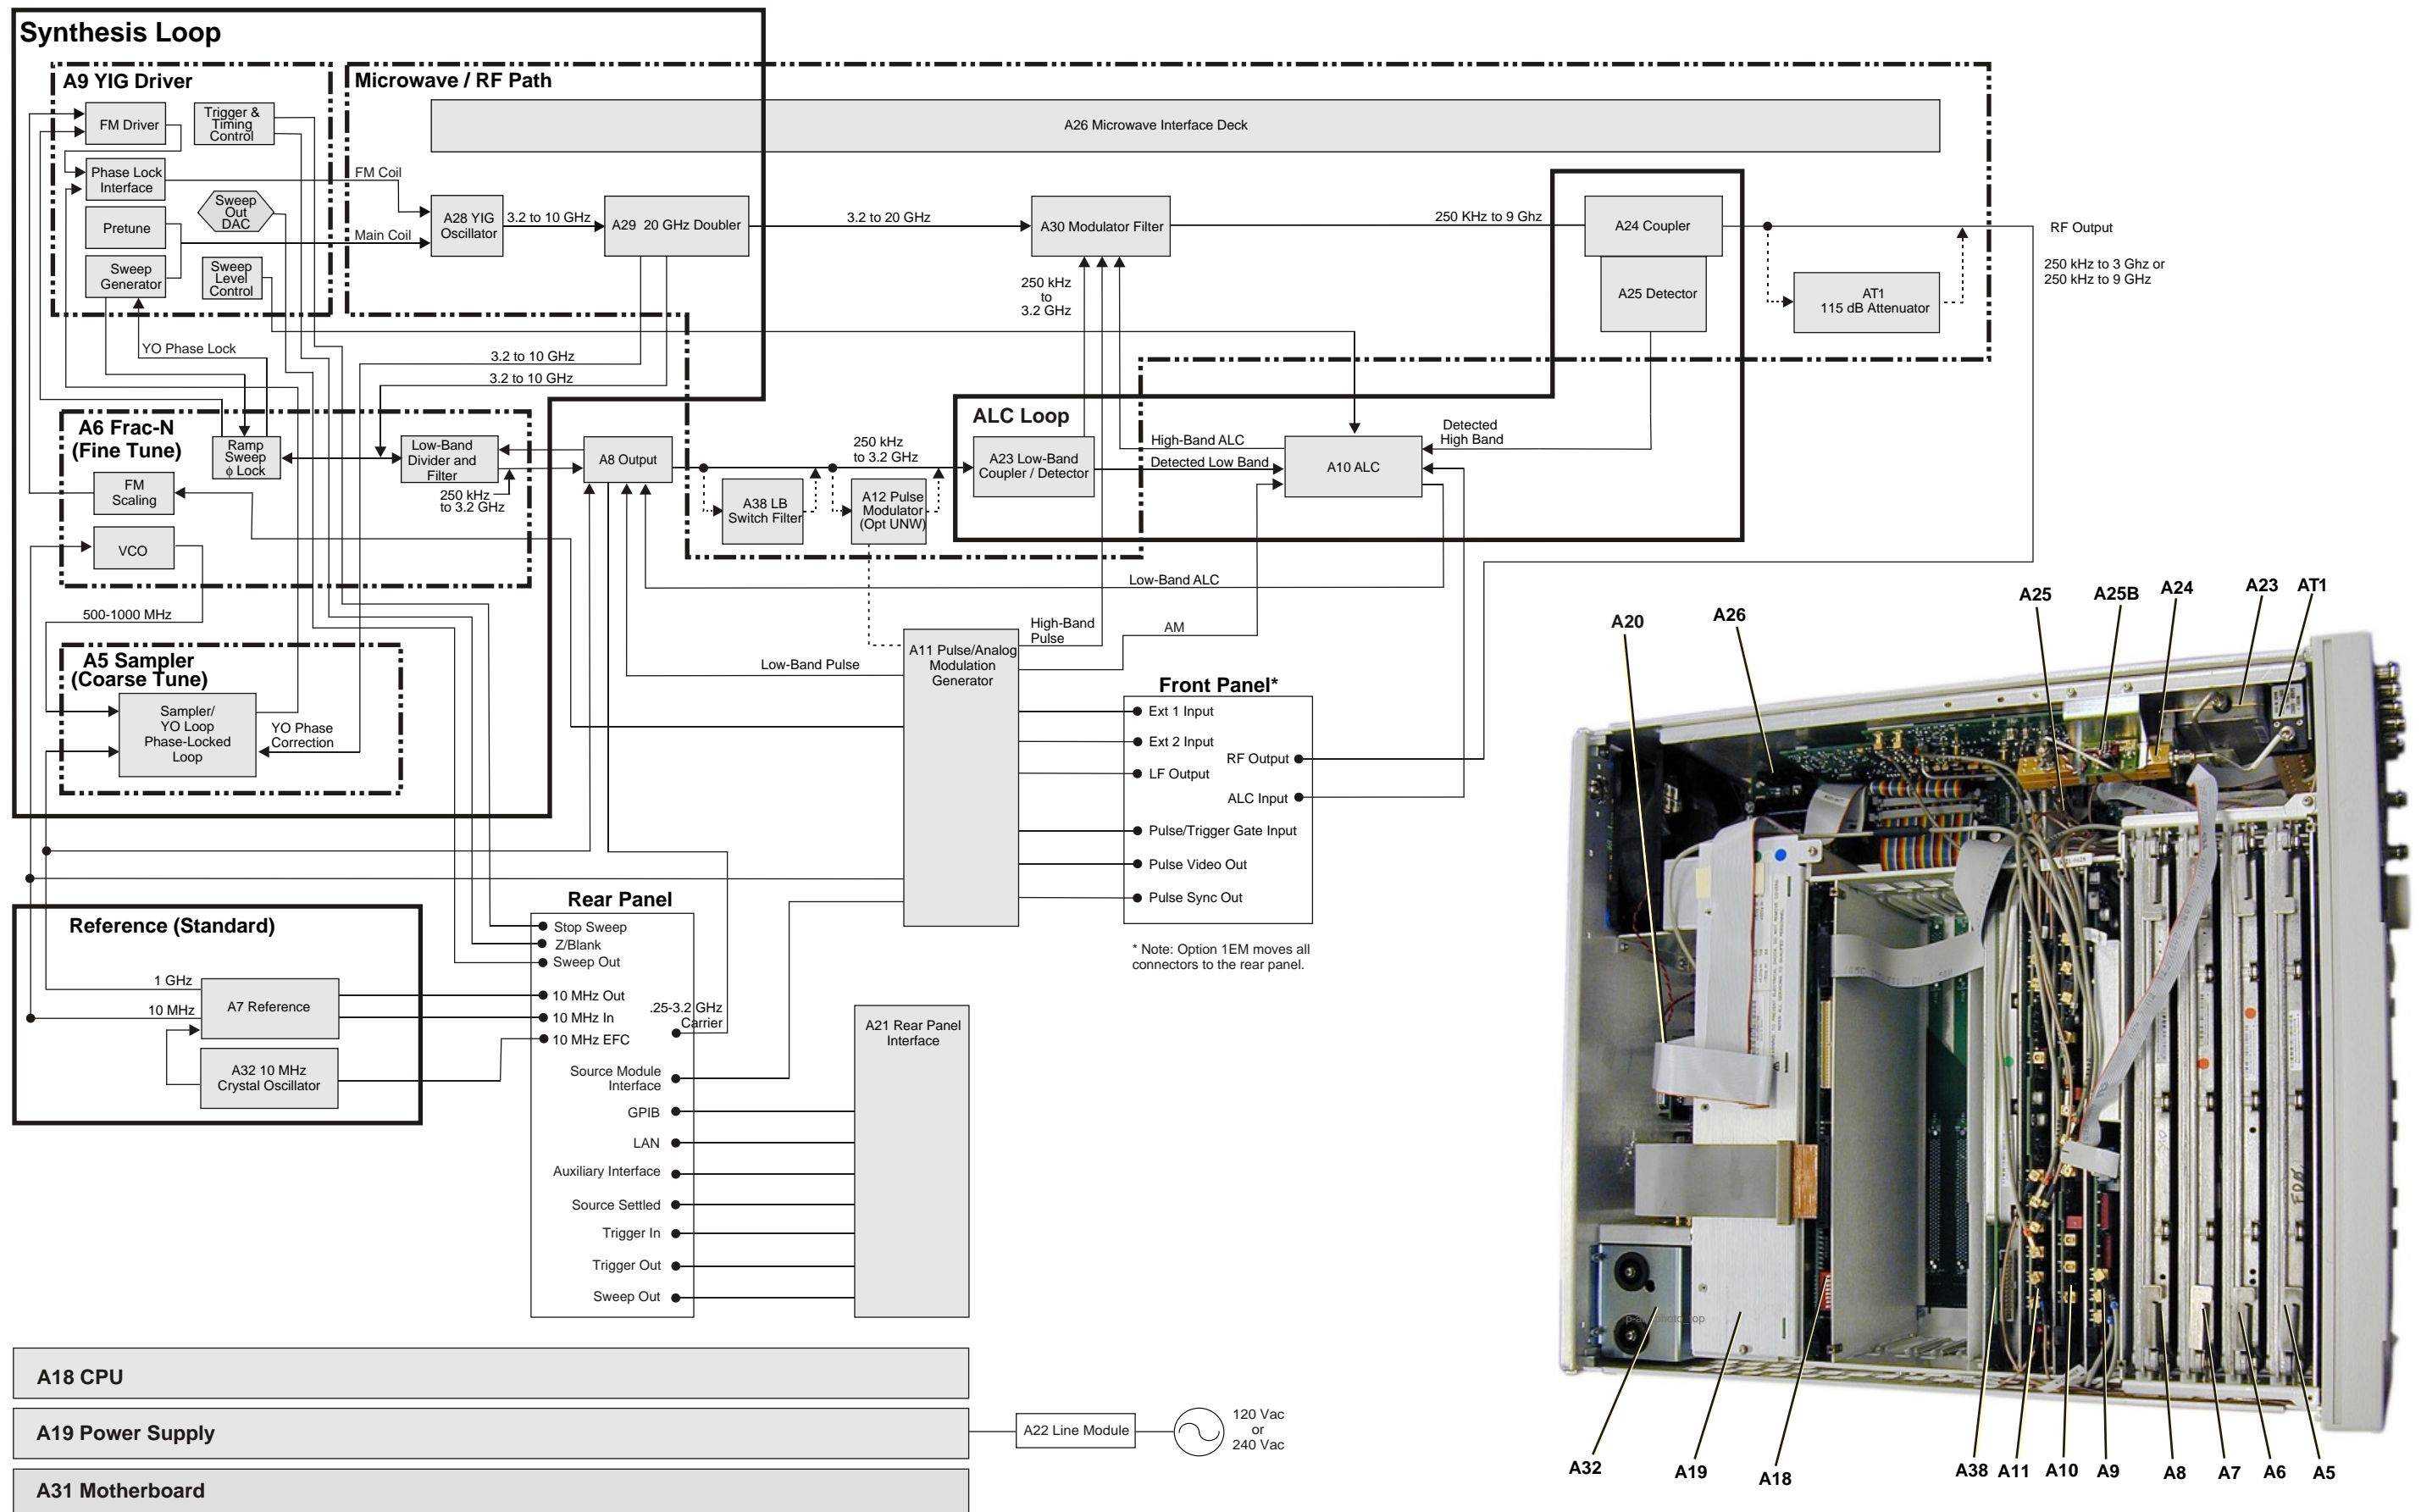 Synthesis Loop
A9 YIG Driver
FM Driver
Trigger &
Timing
Control
Phase Lock
Interface
Sweep
Out
DAC
Pretune
Sweep
Generator
Sweep
Level
Control
Microwave / RF Path
A26 Microwave Interface Deck
FM Coil
Main Coil
A28 YIG
Oscillator
3.2 to 10 GHz
A29 20 GHz Doubler
3.2 to 20 GHz
A30 Modulator Filter
250 KHz to 9 Ghz
A24 Coupler
A25 Detector
AT1
115 dB Attenuator
RF Output
250 kHz to 3 Ghz or
250 kHz to 9 GHz
250 kHz
to
3.2 GHz
YO Phase Lock
3.2 to 10 GHz
3.2 to 10 GHz
A6 Frac-N
(Fine Tune)
Ramp
Sweep
ϕ Lock
Low-Band
Divider and
Filter
FM
Scaling
VCO
250 kHz
to 3.2 GHz
A8 Output
250 kHz
to 3.2 GHz
A38 LB
Switch Filter
A12 Pulse
Modulator
(Opt UNW)
ALC Loop
A23 Low-Band
Coupler / Detector
High-Band ALC
Detected Low Band
A10 ALC
Detected
High Band
Low-Band ALC
500-1000 MHz
A5 Sampler
(Coarse Tune)
Sampler/
YO Loop
Phase-Locked
Loop
YO Phase
Correction
Low-Band Pulse
A11 Pulse/Analog
Modulation
Generator
High-Band
Pulse
AM
Front Panel*
Ext 1 Input
Ext 2 Input
RF Output
LF Output
ALC Input
Pulse/Trigger Gate Input
Pulse Video Out
Pulse Sync Out
* Note: Option 1EM moves all
connectors to the rear panel.
Reference (Standard)
1 GHz
10 MHz
A7 Reference
A32 10 MHz
Crystal Oscillator
Rear Panel
Stop Sweep
Z/Blank
Sweep Out
10 MHz Out
10 MHz In
10 MHz EFC
.25-3.2 GHz
Carrier
Source Module
Interface
GPIB
LAN
Auxiliary Interface
Source Settled
Trigger In
Trigger Out
Sweep Out
A21 Rear Panel
Interface
A18 CPU
A19 Power Supply
A31 Motherboard
A22 Line Module
120 Vac
or
240 Vac
A20
A26
A25
A25B
A24
A23
AT1
A32
A19
A18
A38
A11
A10
A9
A8
A7
A6
A5